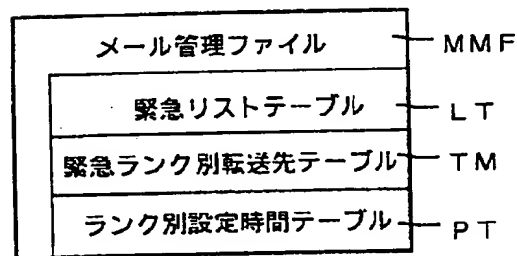 メール管理ファイル MMF
緊急リストテーブル LT
緊急ランク別転送先テーブル TM
ランク別設定時間テーブル PT